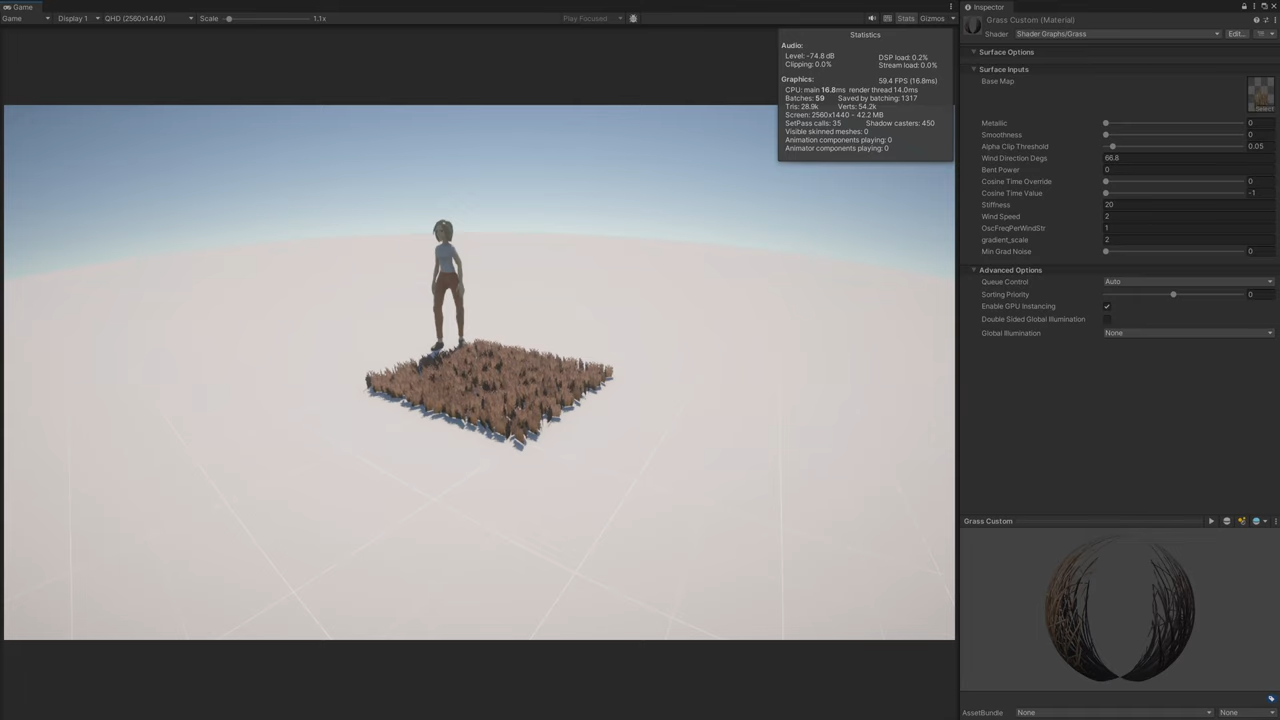 Game
Game Display 1 QHD (2560x1440) Scale 1.1x Play Focused Stats Gizmos
Statistics
Audio:
Level: -74.8 dB DSP load: 0.2%
Clipping: 0.0% Stream load: 0.0%
Graphics: 59.4 FPS (16.8ms)
CPU: main 16.8ms render thread 14.0ms
Batches: 59 Saved by batching: 1317
Tris: 28.9k Verts: 54.2k
Screen: 2560x1440 - 42.2 MB
SetPass calls: 35 Shadow casters: 450
Visible skinned meshes: 0
Animation components playing: 0
Animator components playing: 0
Inspector
Grass Custom (Material)
Shader Shader Graphs/Grass Edit...
Surface Options
Surface Inputs
Base Map
Select
Metallic 0
Smoothness 0
Alpha Clip Threshold 0.05
Wind Direction Degs 66.8
Bent Power 0
Cosine Time Override 0
Cosine Time Value -1
Stiffness 20
Wind Speed 2
OscFreqPerWindStr 1
gradient_scale 2
Min Grad Noise 0
Advanced Options
Queue Control Auto
Sorting Priority 0
Enable GPU Instancing
Double Sided Global Illumination
Global Illumination None
Grass Custom
AssetBundle None None